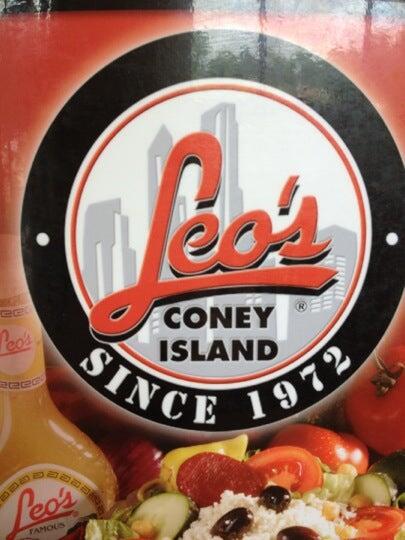 Leo's
CONEY
ISLAND
®
SINCE 1972
Leo's
Leo's
FAMOUS